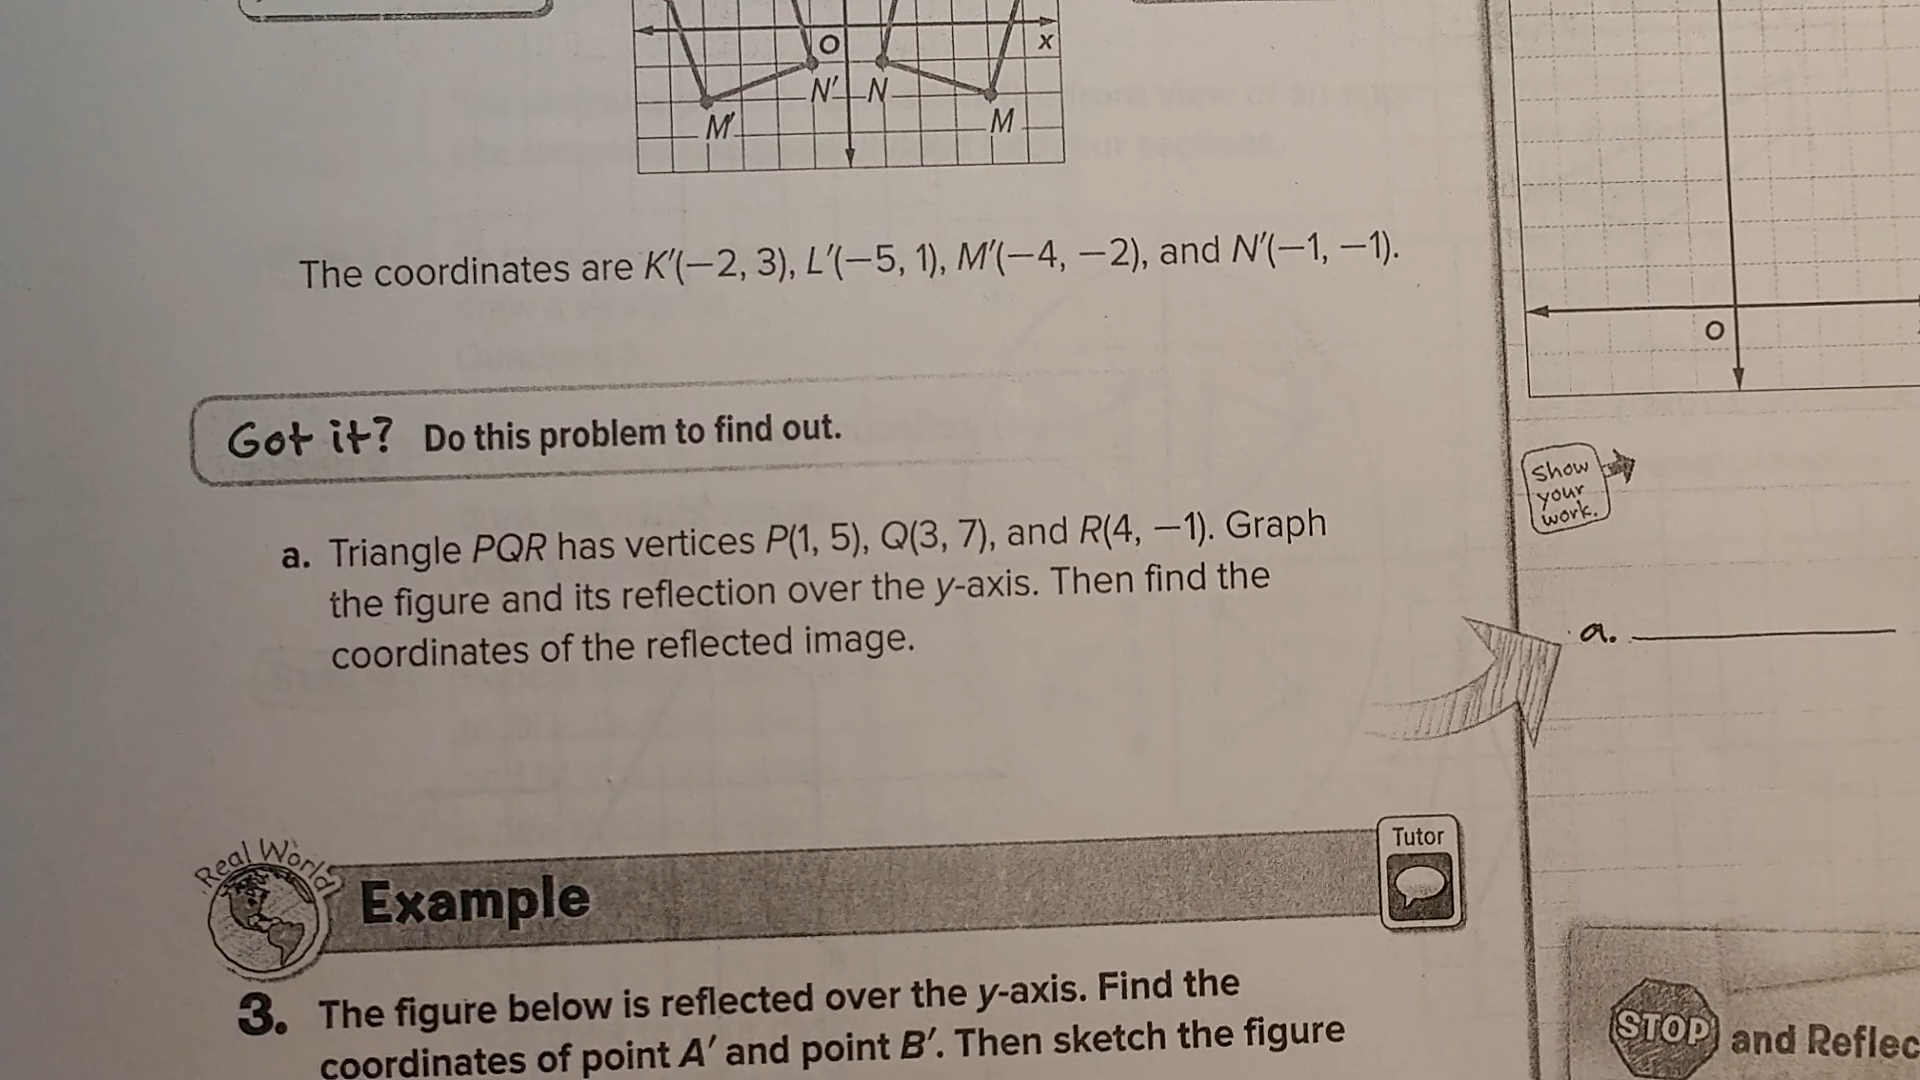 O
x
N′ N
M′
M
The coordinates are K′(−2, 3), L′(−5, 1), M′(−4, −2), and N′(−1, −1).
O
Got it? Do this problem to find out.
Show
your
work.
a. Triangle PQR has vertices P(1, 5), Q(3, 7), and R(4, −1). Graph
the figure and its reflection over the y-axis. Then find the
coordinates of the reflected image.
a.
Tutor
Real World
Example
3. The figure below is reflected over the y-axis. Find the
coordinates of point A′ and point B′. Then sketch the figure
STOP and Reflec